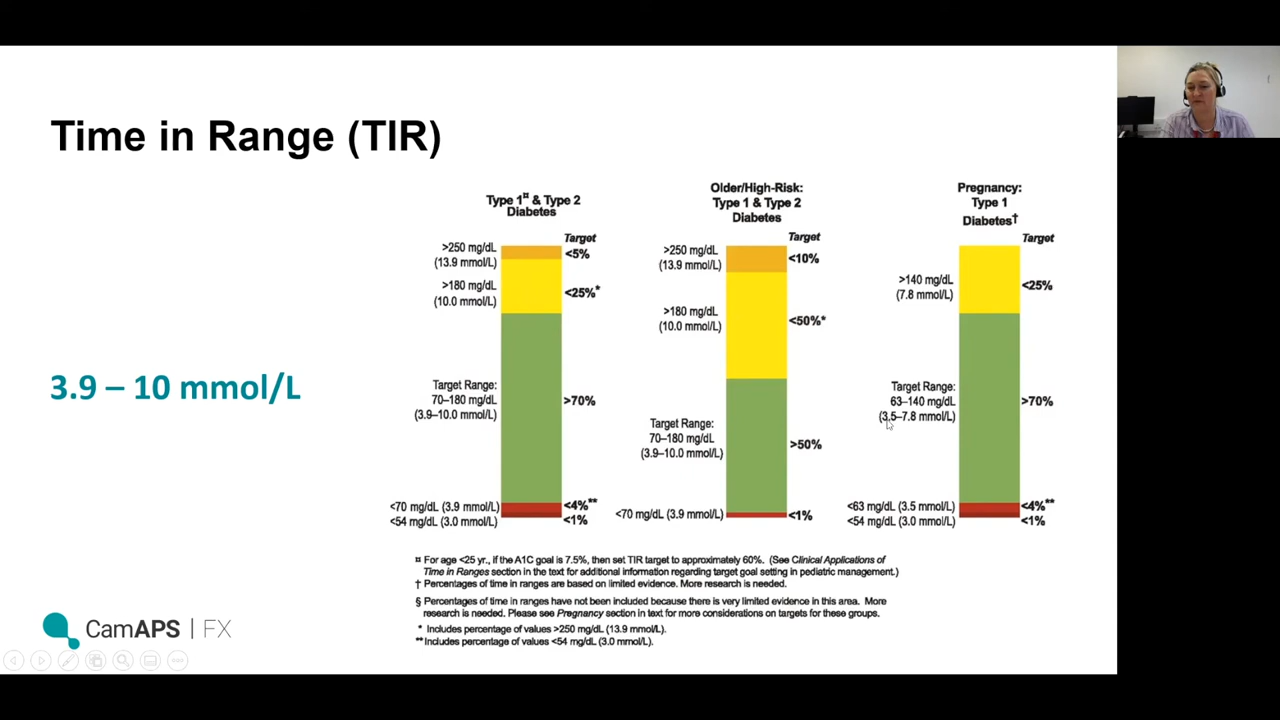 Time in Range (TIR)
3.9 – 10 mmol/L
Type 1¤ & Type 2
Diabetes
Target
>250 mg/dL
(13.9 mmol/L)
<5%
>180 mg/dL
(10.0 mmol/L)
<25%*
Target Range:
70–180 mg/dL
(3.9–10.0 mmol/L)
>70%
<70 mg/dL (3.9 mmol/L)
<4%**
<54 mg/dL (3.0 mmol/L)
<1%
Older/High-Risk:
Type 1 & Type 2
Diabetes
Target
>250 mg/dL
(13.9 mmol/L)
<10%
>180 mg/dL
(10.0 mmol/L)
<50%*
Target Range:
70–180 mg/dL
(3.9–10.0 mmol/L)
>50%
<70 mg/dL (3.9 mmol/L)
<1%
Pregnancy:
Type 1
Diabetes†
Target
>140 mg/dL
(7.8 mmol/L)
<25%
Target Range:
63–140 mg/dL
(3.5–7.8 mmol/L)
>70%
<63 mg/dL (3.5 mmol/L)
<4%**
<54 mg/dL (3.0 mmol/L)
<1%
¤ For age <25 yr., if the A1C goal is 7.5%, then set TIR target to approximately 60%. (See Clinical Applications of
Time in Ranges section in the text for additional information regarding target goal setting in pediatric management.)
† Percentages of time in ranges are based on limited evidence. More research is needed.
§ Percentages of time in ranges have not been included because there is very limited evidence in this area. More
research is needed. Please see Pregnancy section in text for more considerations on targets for these groups.
* Includes percentage of values >250 mg/dL (13.9 mmol/L).
** Includes percentage of values <54 mg/dL (3.0 mmol/L).
CamAPS | FX